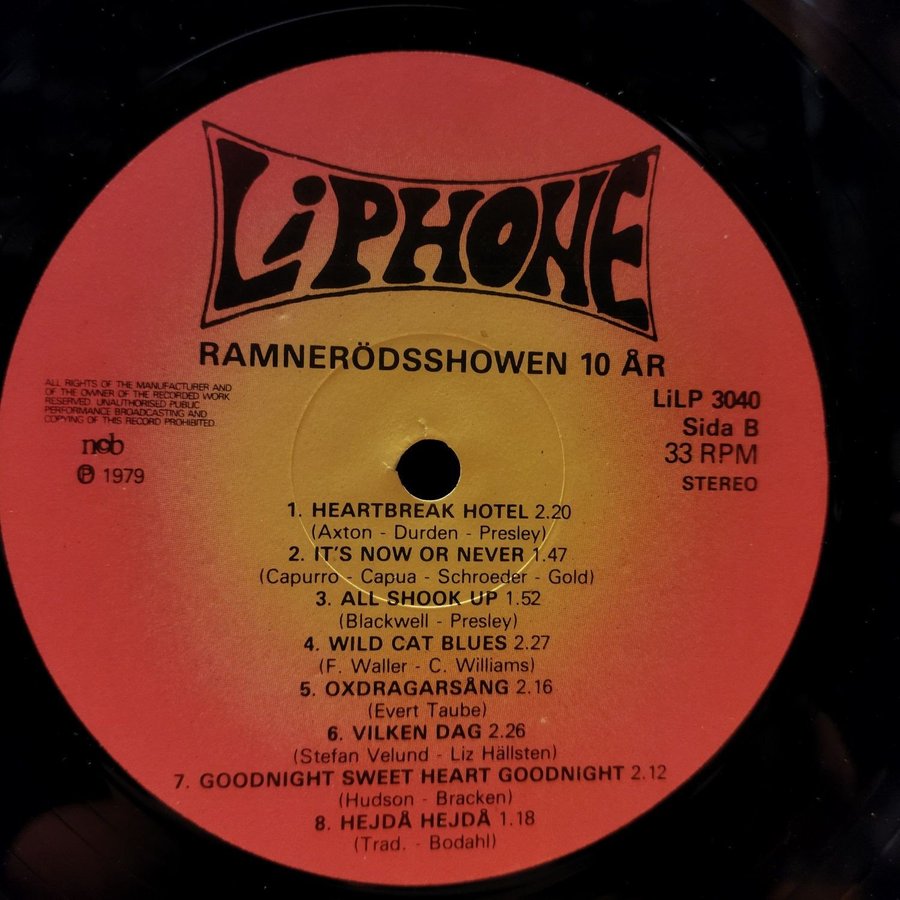 LiPHONE
RAMNERÖDSSHOWEN 10 ÅR
ALL RIGHTS OF THE MANUFACTURER AND
OF THE OWNER OF THE RECORDED WORK
RESERVED. UNAUTHORISED PUBLIC
PERFORMANCE BROADCASTING AND
COPYING OF THIS RECORD PROHIBITED.
ncb
℗ 1979
LiLP 3040
Sida B
33 RPM
STEREO
1. HEARTBREAK HOTEL 2.20
(Axton - Durden - Presley)
2. IT'S NOW OR NEVER 1.47
(Capurro - Capua - Schroeder - Gold)
3. ALL SHOOK UP 1.52
(Blackwell - Presley)
4. WILD CAT BLUES 2.27
(F. Waller - C. Williams)
5. OXDRAGARSÅNG 2.16
(Evert Taube)
6. VILKEN DAG 2.26
(Stefan Velund - Liz Hällsten)
7. GOODNIGHT SWEET HEART GOODNIGHT 2.12
(Hudson - Bracken)
8. HEJDÅ HEJDÅ 1.18
(Trad. - Bodahl)